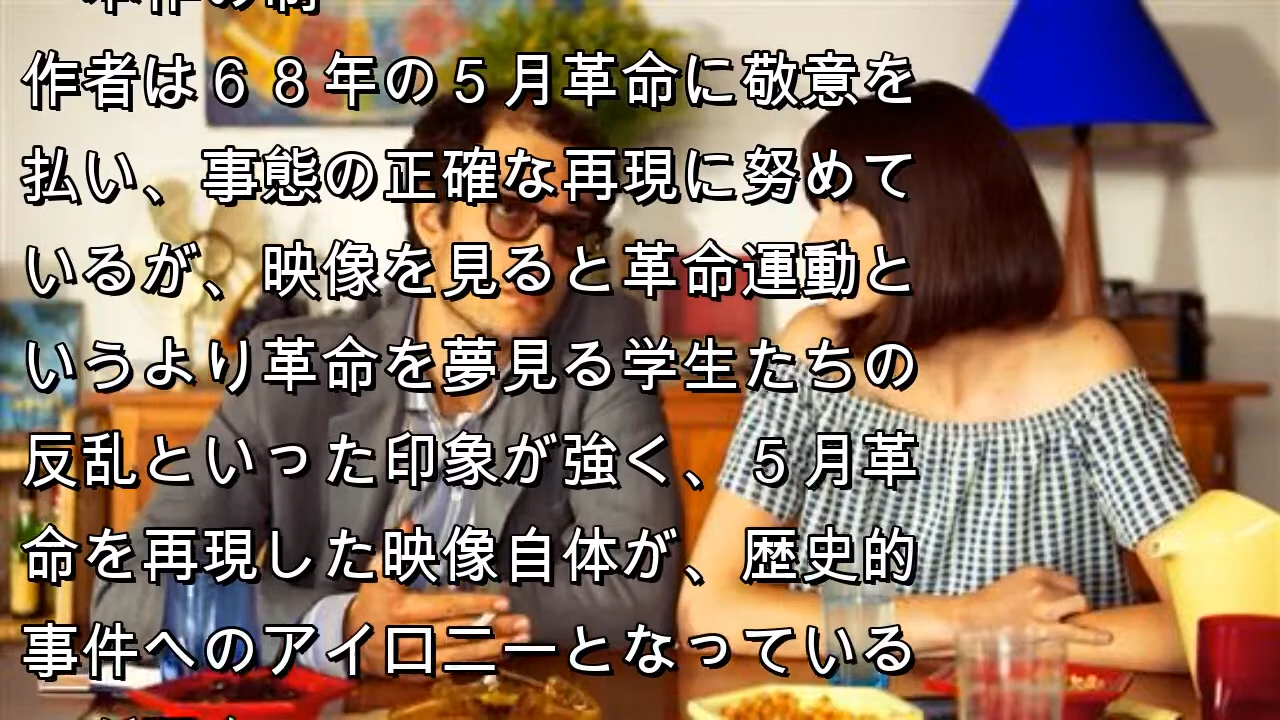 作者は６８年の５月革命に敬意を
払い、事態の正確な再現に努めて
いるが、映像を見ると革命運動と
いうより革命を夢見る学生たちの
反乱といった印象が強く、５月革
命を再現した映像自体が、歴史的
事件へのアイロニーとなっている